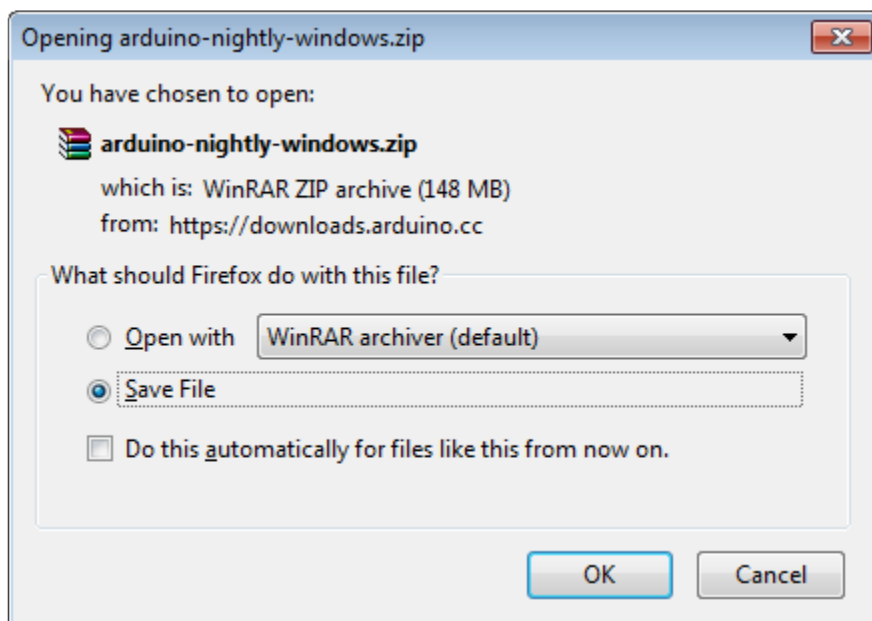 Opening arduino-nightly-windows.zip
You have chosen to open:
arduino-nightly-windows.zip
which is: WinRAR ZIP archive (148 MB)
from: https://downloads.arduino.cc
What should Firefox do with this file?
Open with WinRAR archiver (default)
Save File
Do this automatically for files like this from now on.
OK Cancel